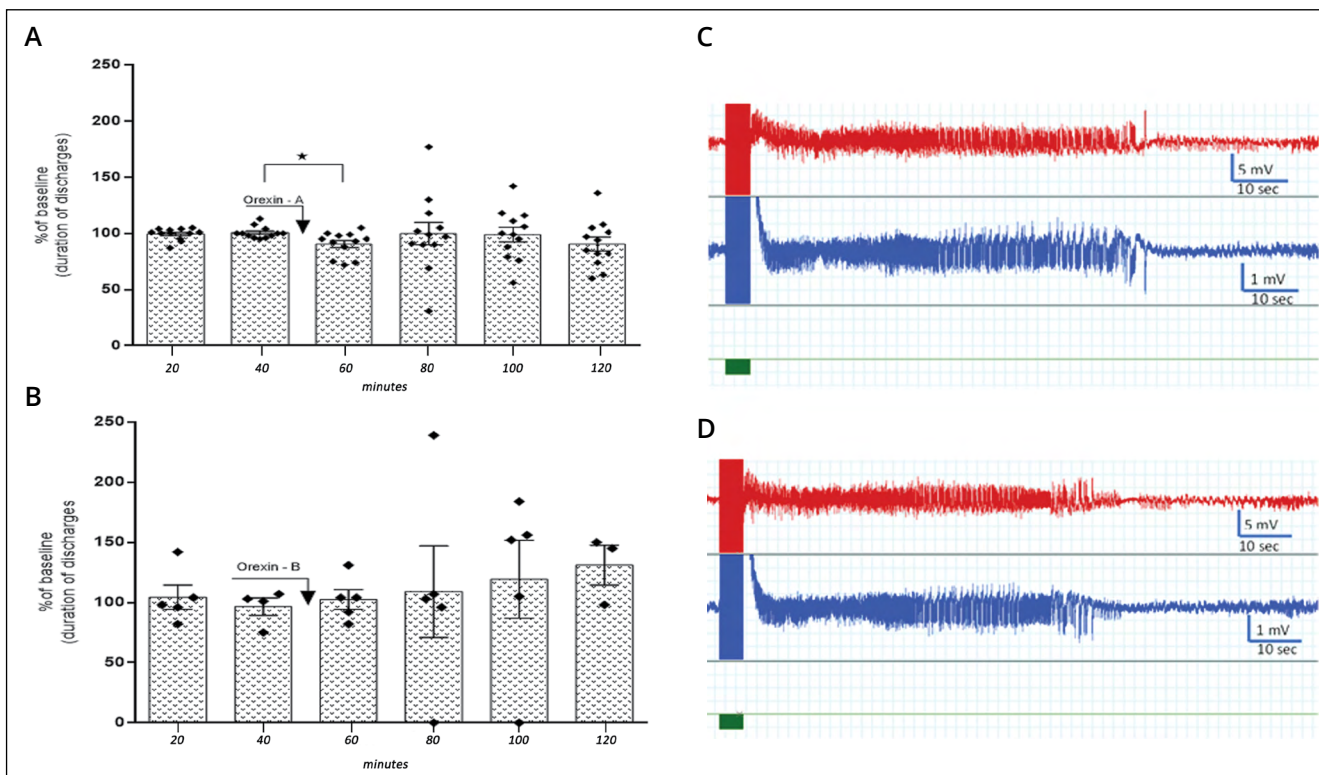 A
250
200
150
100
50
0
%of baseline
(duration of discharges)
★
Orexin - A
20 40 60 80 100 120
minutes
B
250
200
150
100
50
0
%of baseline
(duration of discharges)
Orexin - B
20 40 60 80 100 120
minutes
C
5 mV
10 sec
1 mV
10 sec
D
5 mV
10 sec
1 mV
10 sec